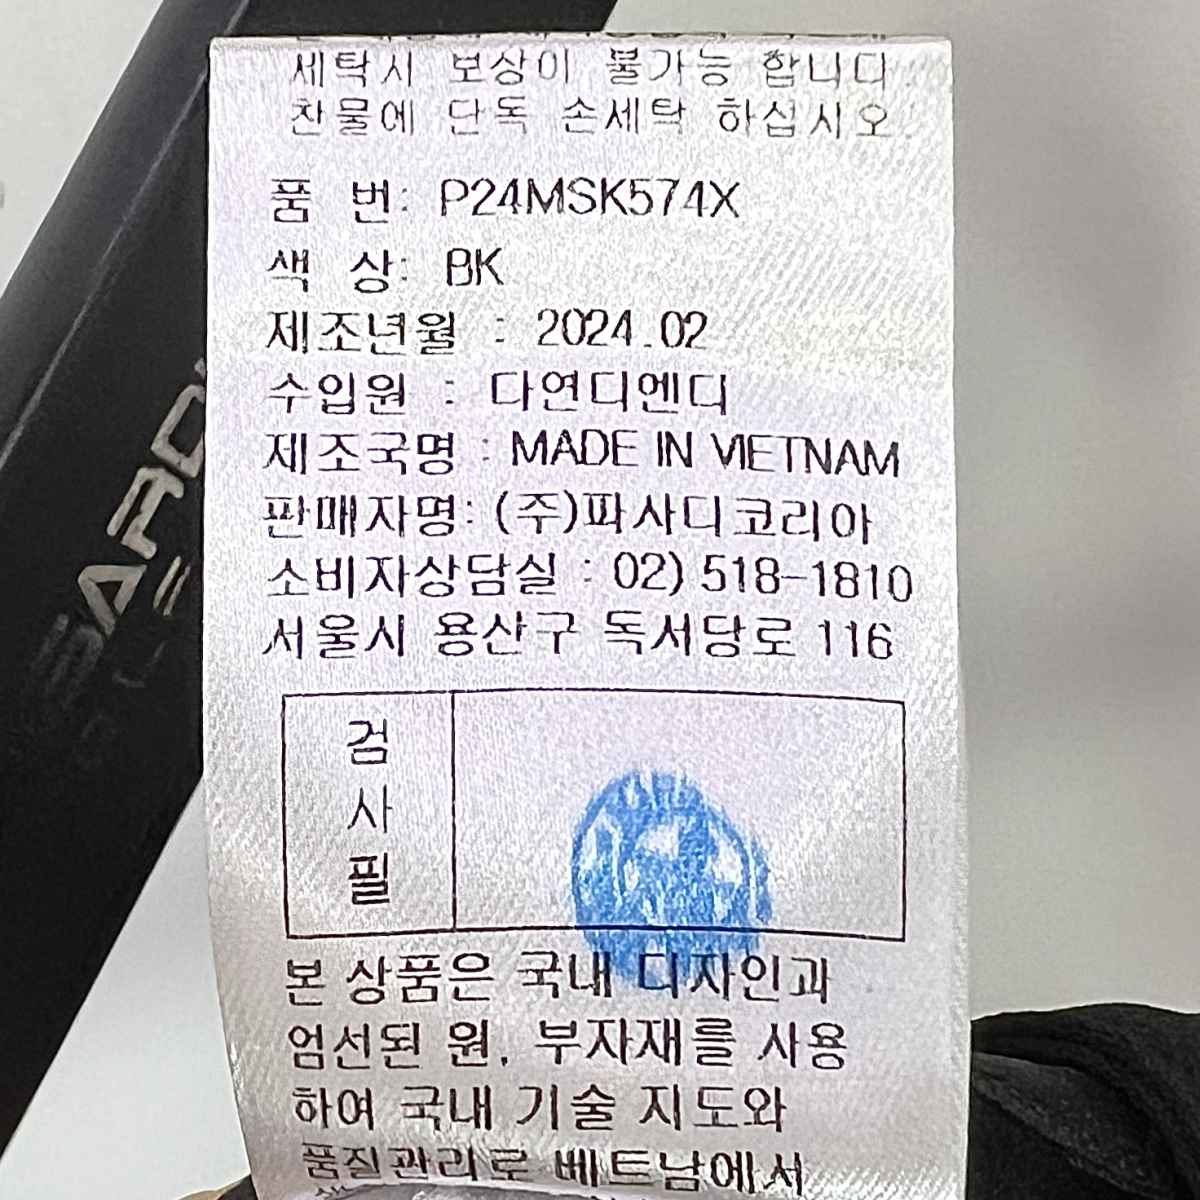 세탁시 보상이 불가능 합니다.
찬물에 단독 손세탁 하십시오.
품 번: P24MSK574X
색 상: BK
제조년월 : 2024.02
수입원 : 다연디엔디
제조국명 : MADE IN VIETNAM
판매자명: (주)파사디코리아
소비자상담실 : 02) 518-1810
서울시 용산구 독서당로 116
검
사
필
본 상품은 국내 디자인과
엄선된 원, 부자재를 사용
하여 국내 기술 지도와
품질관리로 베트남에서